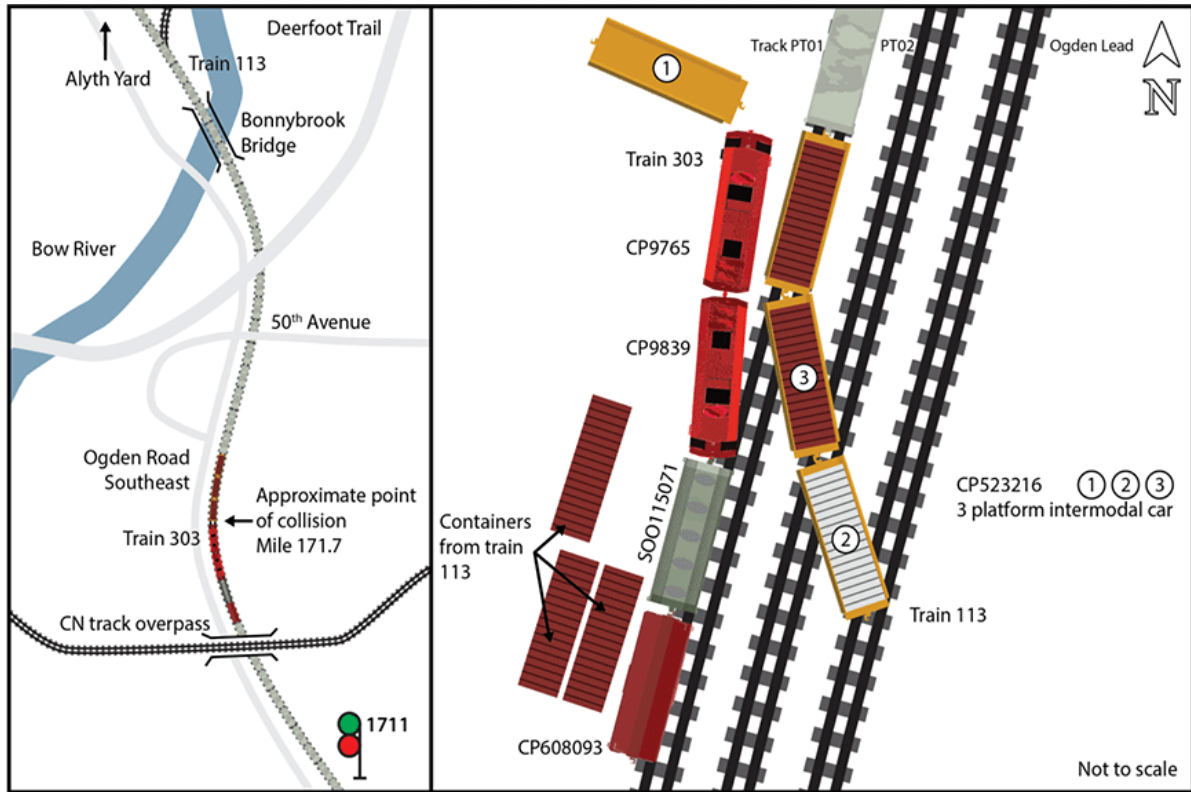 Deerfoot Trail
Alyth Yard
Train 113
Bonnybrook
Bridge
Bow River
50th Avenue
Ogden Road
Southeast
Approximate point
of collision
Mile 171.7
Train 303
CN track overpass
1711
1
Track PT01
PT02
Ogden Lead
N
Train 303
CP9765
CP9839
3
SOO115071
Containers
from train
113
CP523216 1 2 3
3 platform intermodal car
2
Train 113
CP608093
Not to scale